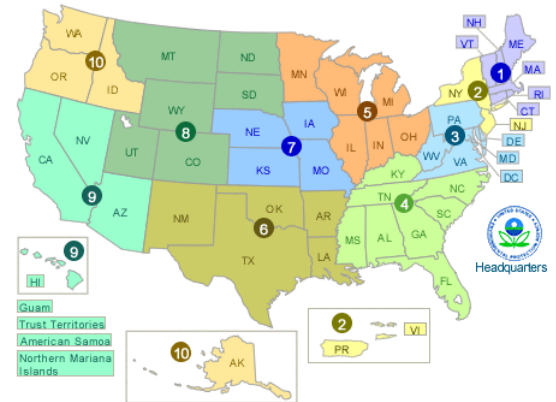 NH
WA
VT
ME
MT
ND
10
MN
1
MA
OR
ID
WI
NY
2
SD
MI
RI
WY
5
CT
NJ
PA
IA
8
NE
3
DE
NV
7
IL
IN
OH
UT
CO
WV
MD
CA
KS
MO
VA
KY
DC
9
NC
TN
4
OK
AZ
NM
AR
SC
6
MS
AL
GA
9
TX
LA
Headquarters
HI
FL
Guam
2
Trust Territories
VI
American Samoa
PR
10
Northern Mariana
Islands
AK